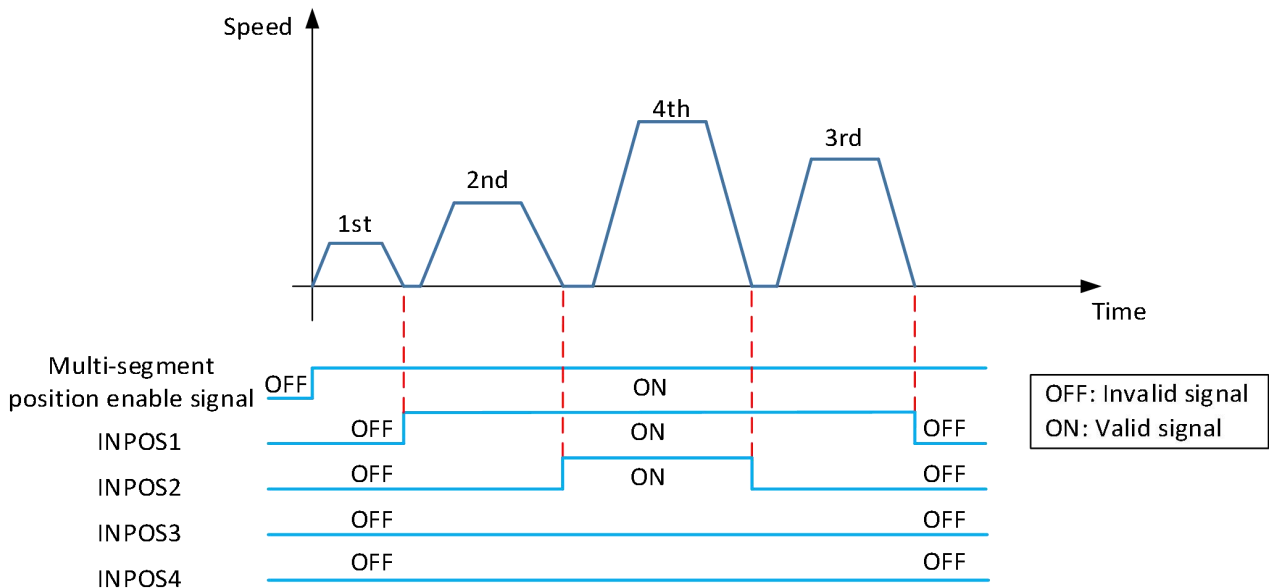 Speed
4th
3rd
2nd
1st
Time
Multi-segment
position enable signal
OFF
ON
OFF: Invalid signal
ON: Valid signal
INPOS1
OFF
ON
OFF
INPOS2
OFF
ON
OFF
INPOS3
OFF
OFF
INPOS4
OFF
OFF